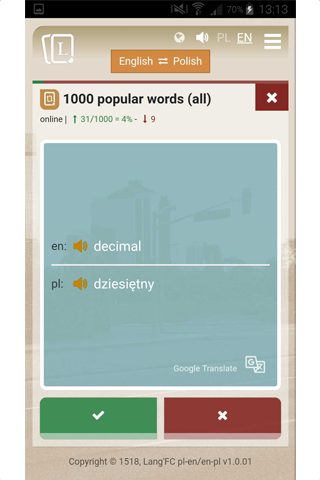 70% 13:13
L PL EN
English ⇄ Polish
1000 popular words (all)
online | ↑ 31/1000 = 4% - ↓ 9
en: decimal
pl: dziesiętny
Google Translate G
Copyright © 1518, Lang'FC pl-en/en-pl v1.0.01